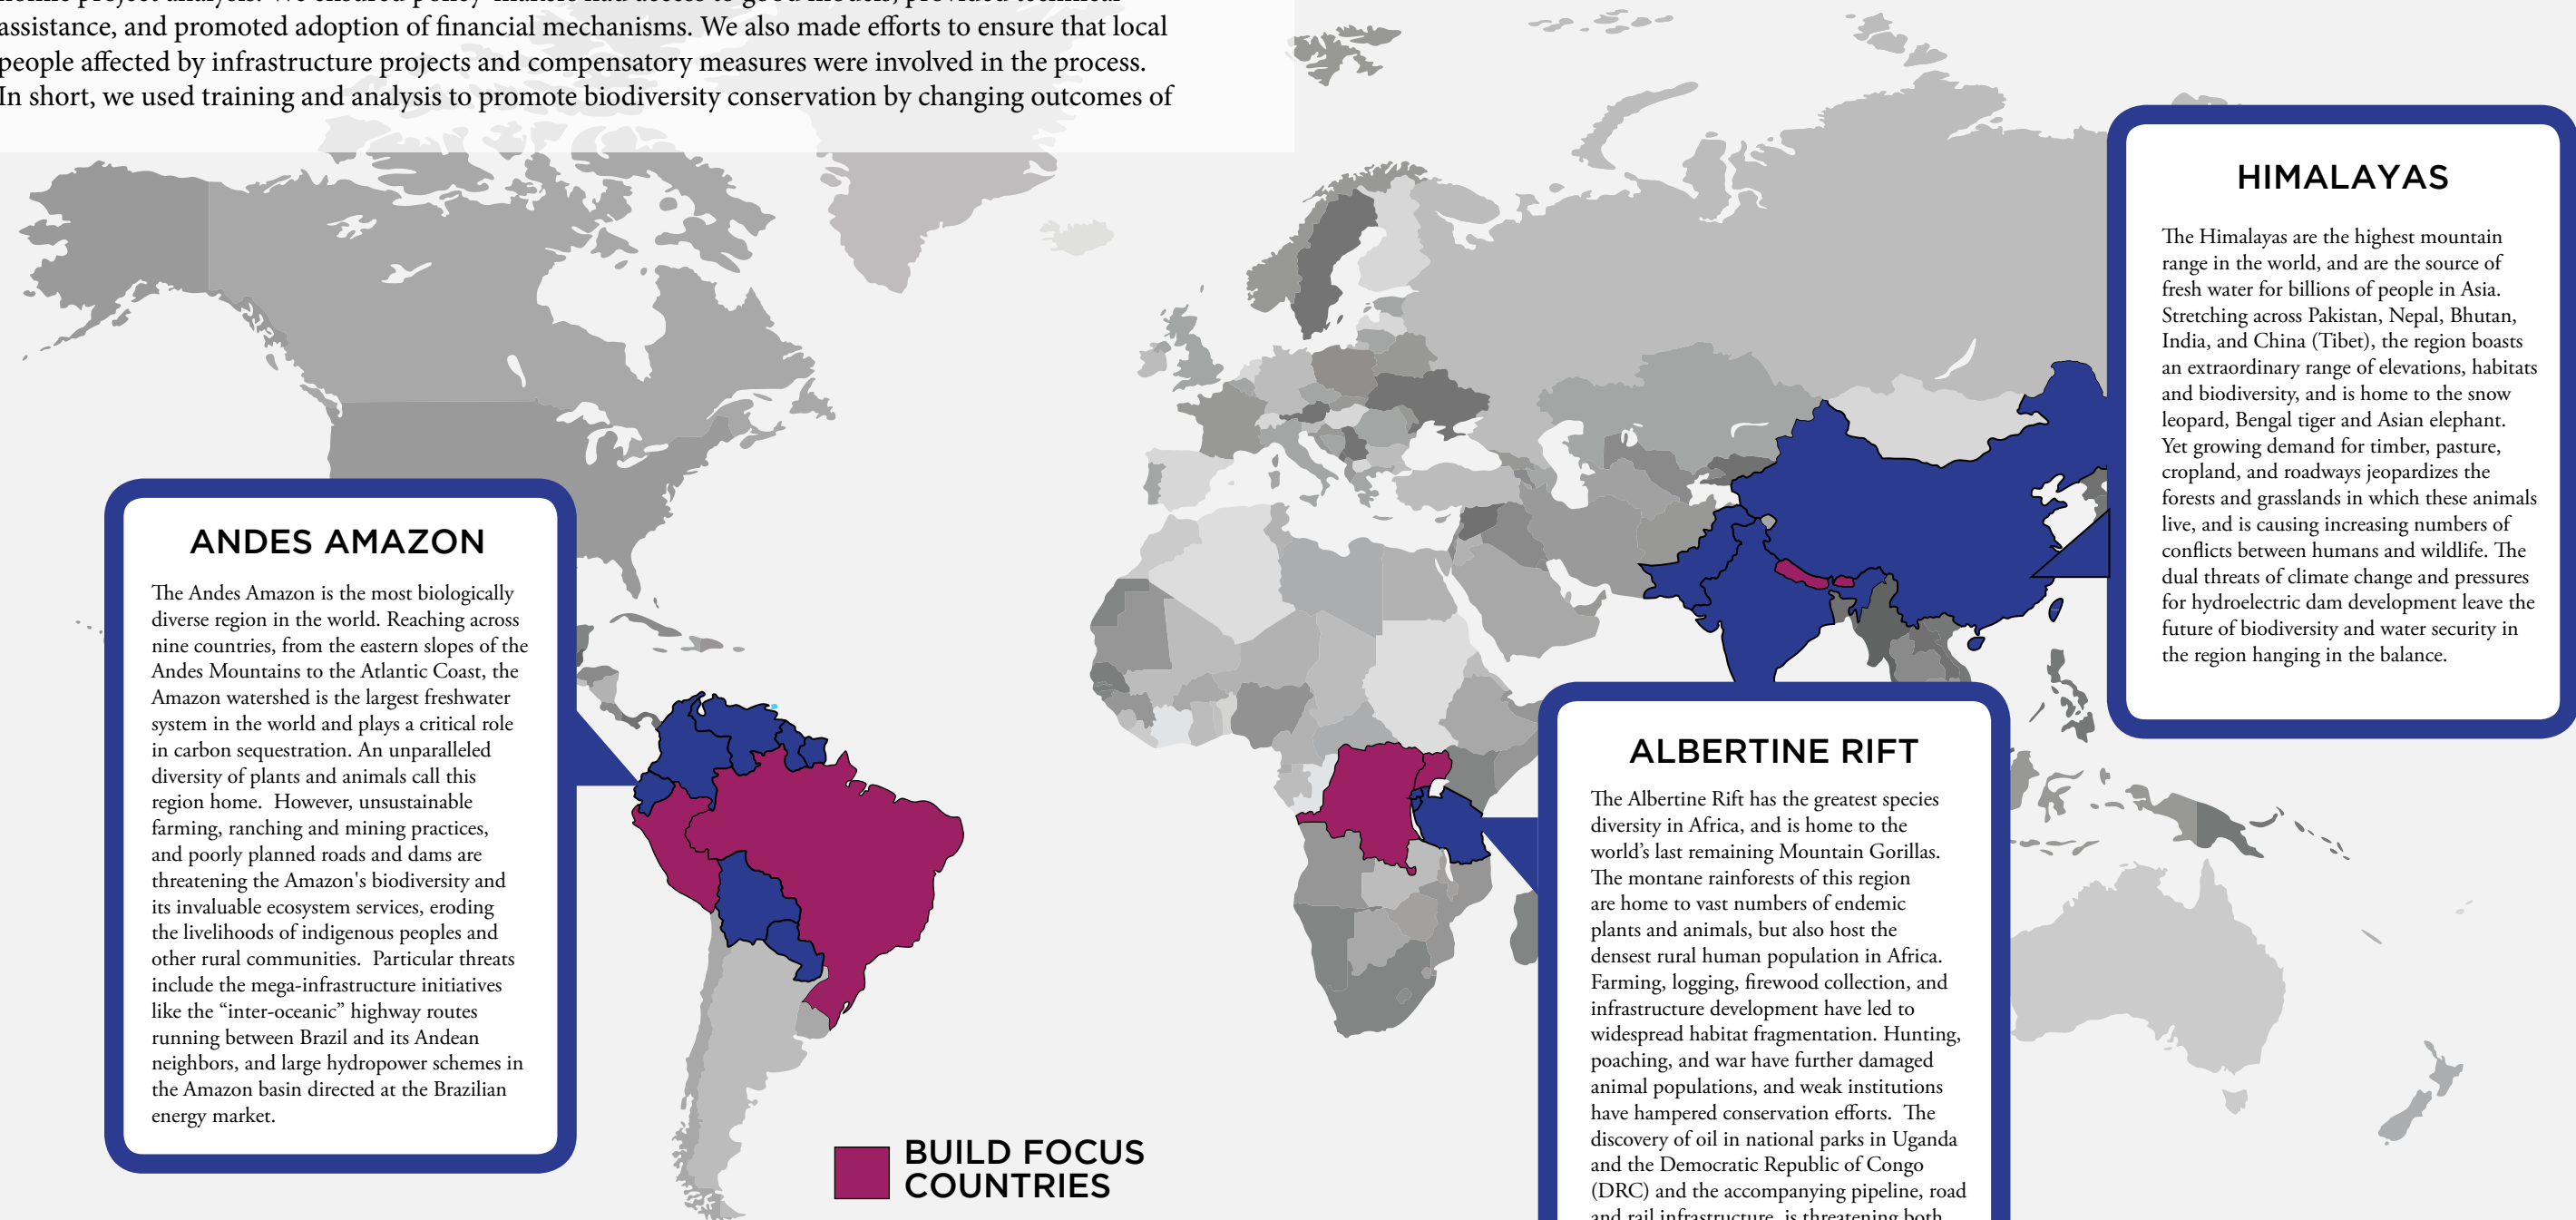 assistance, and promoted adoption of financial mechanisms. We also made efforts to ensure that local
people affected by infrastructure projects and compensatory measures were involved in the process.
In short, we used training and analysis to promote biodiversity conservation by changing outcomes of
HIMALAYAS
The Himalayas are the highest mountain
range in the world, and are the source of
fresh water for billions of people in Asia.
Stretching across Pakistan, Nepal, Bhutan,
India, and China (Tibet), the region boasts
an extraordinary range of elevations, habitats
and biodiversity, and is home to the snow
leopard, Bengal tiger and Asian elephant.
Yet growing demand for timber, pasture,
cropland, and roadways jeopardizes the
forests and grasslands in which these animals
live, and is causing increasing numbers of
conflicts between humans and wildlife. The
dual threats of climate change and pressures
for hydroelectric dam development leave the
future of biodiversity and water security in
the region hanging in the balance.
ANDES AMAZON
The Andes Amazon is the most biologically
diverse region in the world. Reaching across
nine countries, from the eastern slopes of the
Andes Mountains to the Atlantic Coast, the
Amazon watershed is the largest freshwater
system in the world and plays a critical role
in carbon sequestration. An unparalleled
diversity of plants and animals call this
region home. However, unsustainable
farming, ranching and mining practices,
and poorly planned roads and dams are
threatening the Amazon's biodiversity and
its invaluable ecosystem services, eroding
the livelihoods of indigenous peoples and
other rural communities. Particular threats
include the mega-infrastructure initiatives
like the “inter-oceanic” highway routes
running between Brazil and its Andean
neighbors, and large hydropower schemes in
the Amazon basin directed at the Brazilian
energy market.
ALBERTINE RIFT
The Albertine Rift has the greatest species
diversity in Africa, and is home to the
world’s last remaining Mountain Gorillas.
The montane rainforests of this region
are home to vast numbers of endemic
plants and animals, but also host the
densest rural human population in Africa.
Farming, logging, firewood collection, and
infrastructure development have led to
widespread habitat fragmentation. Hunting,
poaching, and war have further damaged
animal populations, and weak institutions
have hampered conservation efforts. The
discovery of oil in national parks in Uganda
and the Democratic Republic of Congo
(DRC) and the accompanying pipeline, road
and rail infrastructure, is threatening both
BUILD FOCUS
COUNTRIES